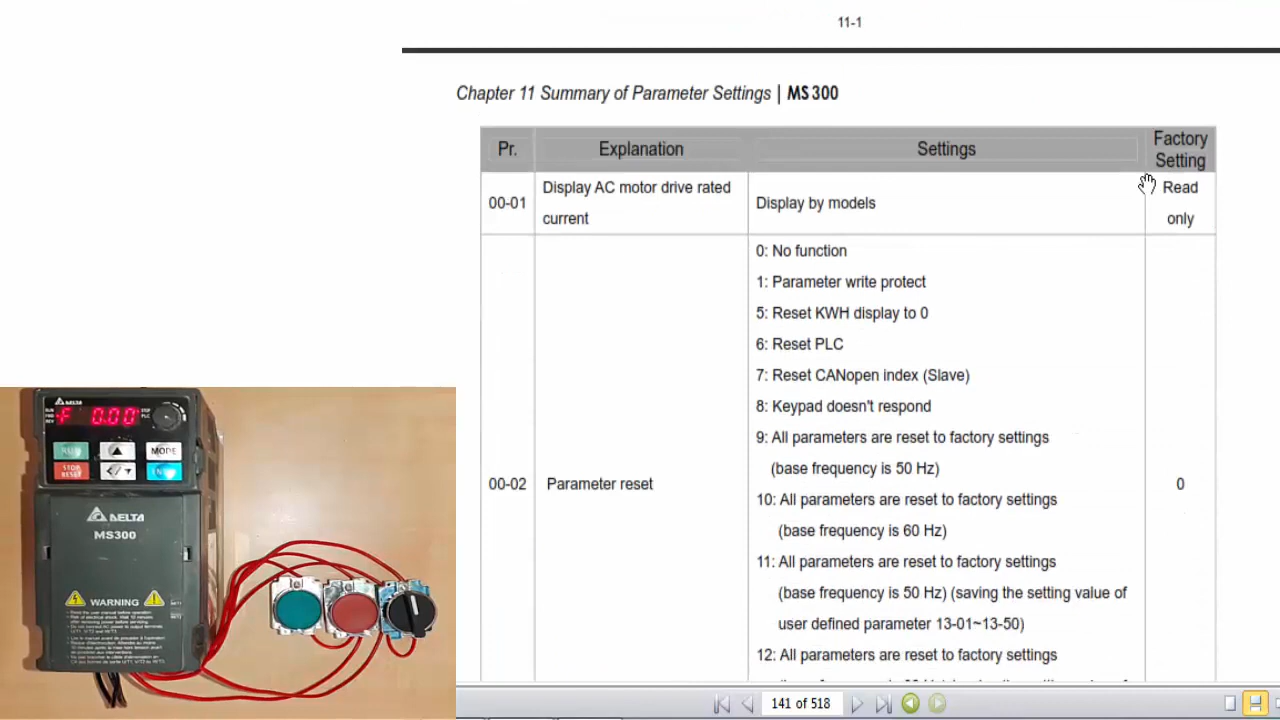 11-1
Chapter 11 Summary of Parameter Settings | MS300
Pr.
Explanation
Settings
Factory
Setting
00-01
Display AC motor drive rated
current
Display by models
Read
only
00-02
Parameter reset
0: No function
1: Parameter write protect
5: Reset KWH display to 0
6: Reset PLC
7: Reset CANopen index (Slave)
8: Keypad doesn't respond
9: All parameters are reset to factory settings
(base frequency is 50 Hz)
10: All parameters are reset to factory settings
(base frequency is 60 Hz)
11: All parameters are reset to factory settings
(base frequency is 50 Hz) (saving the setting value of
user defined parameter 13-01~13-50)
12: All parameters are reset to factory settings
0
141 of 518
F 0.00
RUN
MODE
STOP
RESET
DELTA
MS300
WARNING